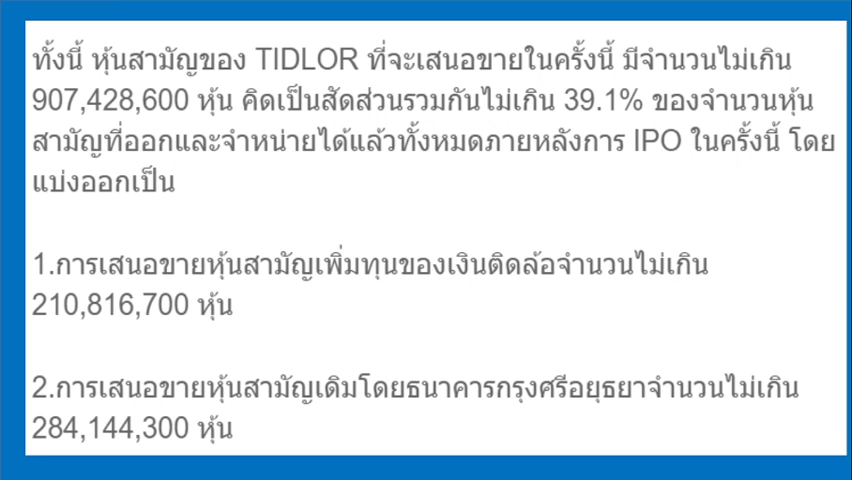 ทั้งนี้ หุ้นสามัญของ TIDLOR ที่จะเสนอขายในครั้งนี้ มีจำนวนไม่เกิน
907,428,600 หุ้น คิดเป็นสัดส่วนรวมกันไม่เกิน 39.1% ของจำนวนหุ้น
สามัญที่ออกและจำหน่ายได้แล้วทั้งหมดภายหลังการ IPO ในครั้งนี้ โดย
แบ่งออกเป็น
1.การเสนอขายหุ้นสามัญเพิ่มทุนของเงินติดล้อจำนวนไม่เกิน
210,816,700 หุ้น
2.การเสนอขายหุ้นสามัญเดิมโดยธนาคารกรุงศรีอยุธยาจำนวนไม่เกิน
284,144,300 หุ้น